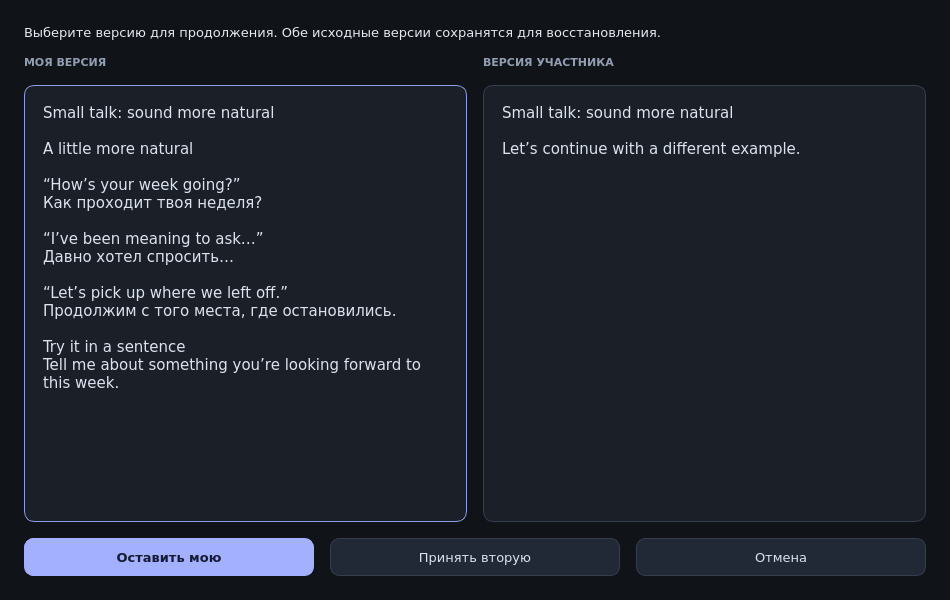 Выберите версию для продолжения. Обе исходные версии сохранятся для восстановления.
МОЯ ВЕРСИЯ
Small talk: sound more natural
A little more natural
“How’s your week going?”
Как проходит твоя неделя?
“I’ve been meaning to ask…”
Давно хотел спросить…
“Let’s pick up where we left off.”
Продолжим с того места, где остановились.
Try it in a sentence
Tell me about something you’re looking forward to
this week.
ВЕРСИЯ УЧАСТНИКА
Small talk: sound more natural
Let’s continue with a different example.
Оставить мою
Принять вторую
Отмена